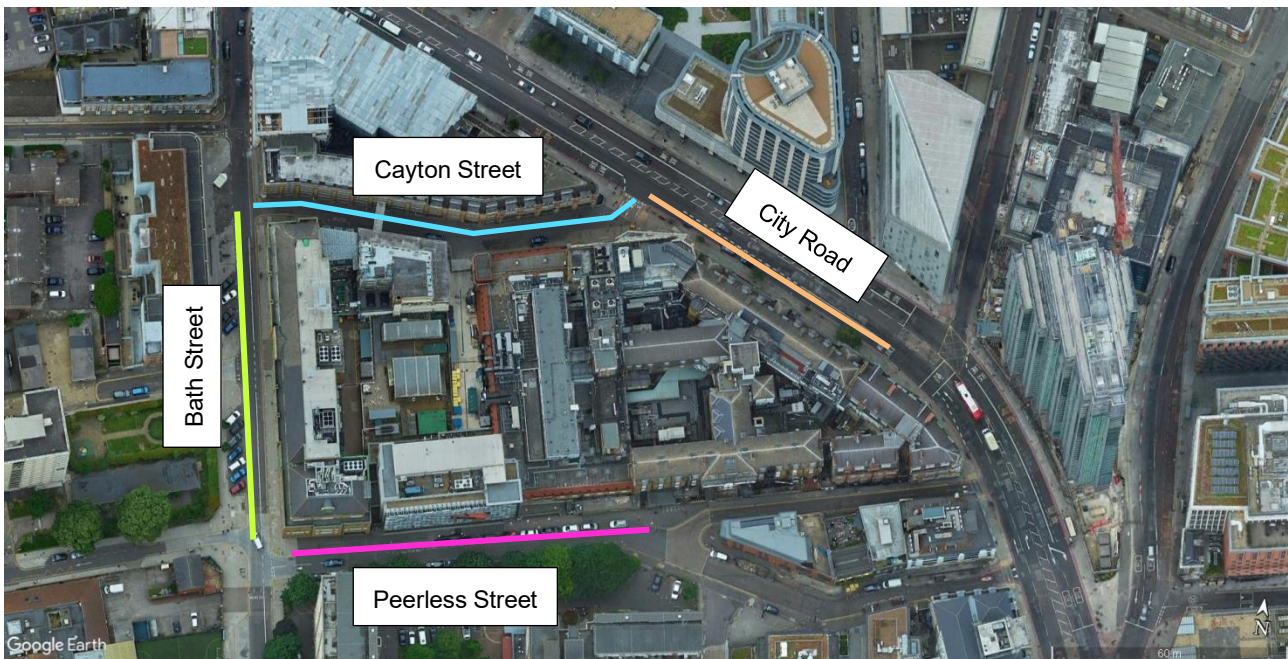 Cayton Street
City Road
Bath Street
Peerless Street
Google Earth
N
60 m